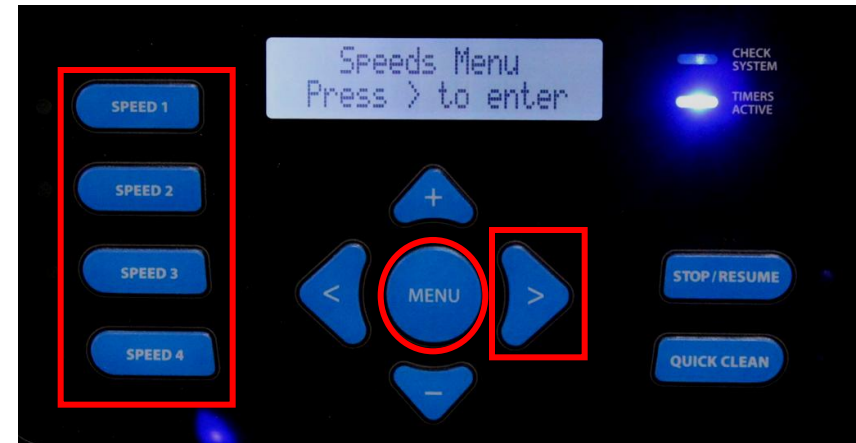 Speeds Menu
Press > to enter
CHECK
SYSTEM
TIMERS
ACTIVE
SPEED 1
SPEED 2
SPEED 3
SPEED 4
+
<
MENU
>
-
STOP/RESUME
QUICK CLEAN